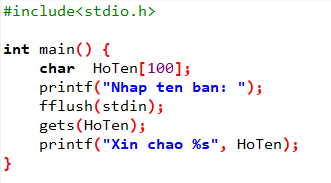 #include<stdio.h>
int main() {
    char  HoTen[100];
    printf("Nhap ten ban: ");
    fflush(stdin);
    gets(HoTen);
    printf("Xin chao %s", HoTen);
}